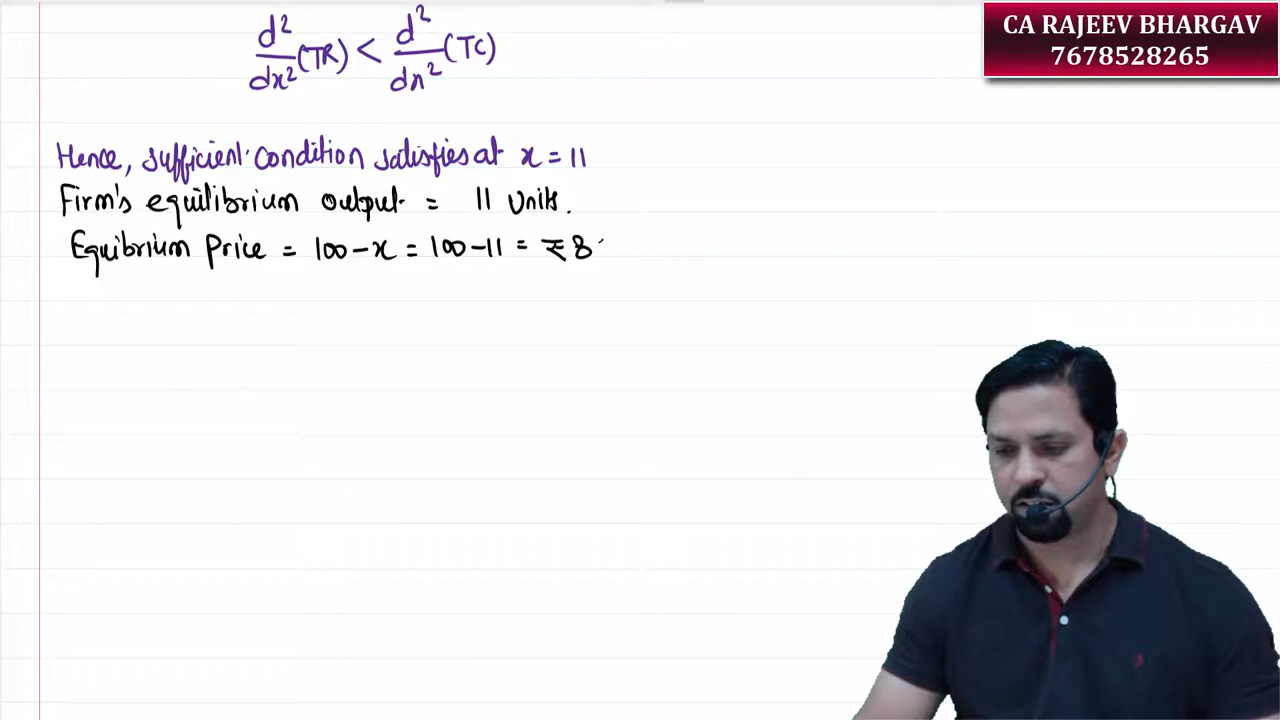 CA RAJEEV BHARGAV
7678528265
d²/dx² (TR) < d²/dx² (TC)
Hence, sufficient condition satisfies at x = 11
Firm's equilibrium output = 11 Units.
Equibrium Price = 100 - x = 100 - 11 = ₹ 8